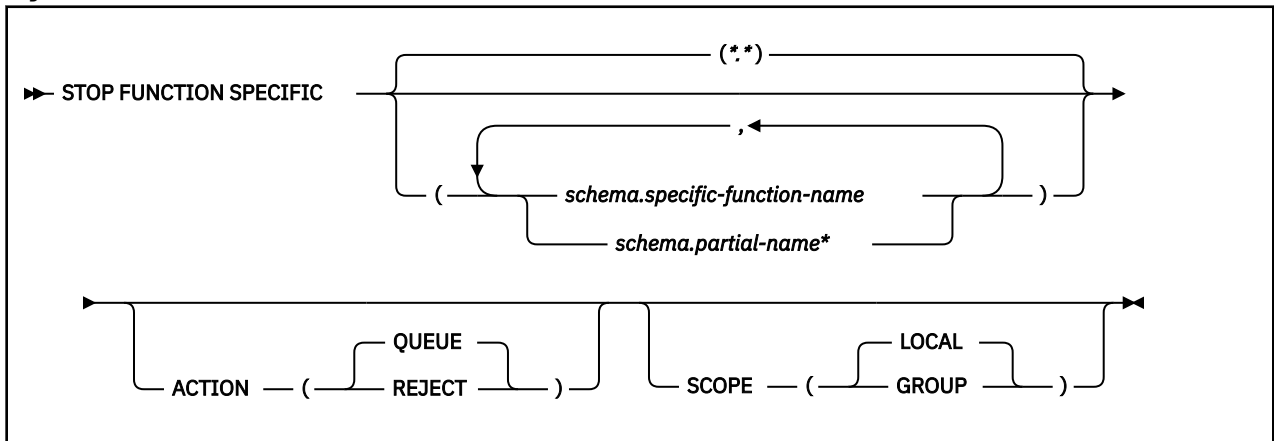 (*.*)
STOP FUNCTION SPECIFIC
,
( schema.specific-function-name )
schema.partial-name*
QUEUE LOCAL
ACTION ( REJECT ) SCOPE ( GROUP )